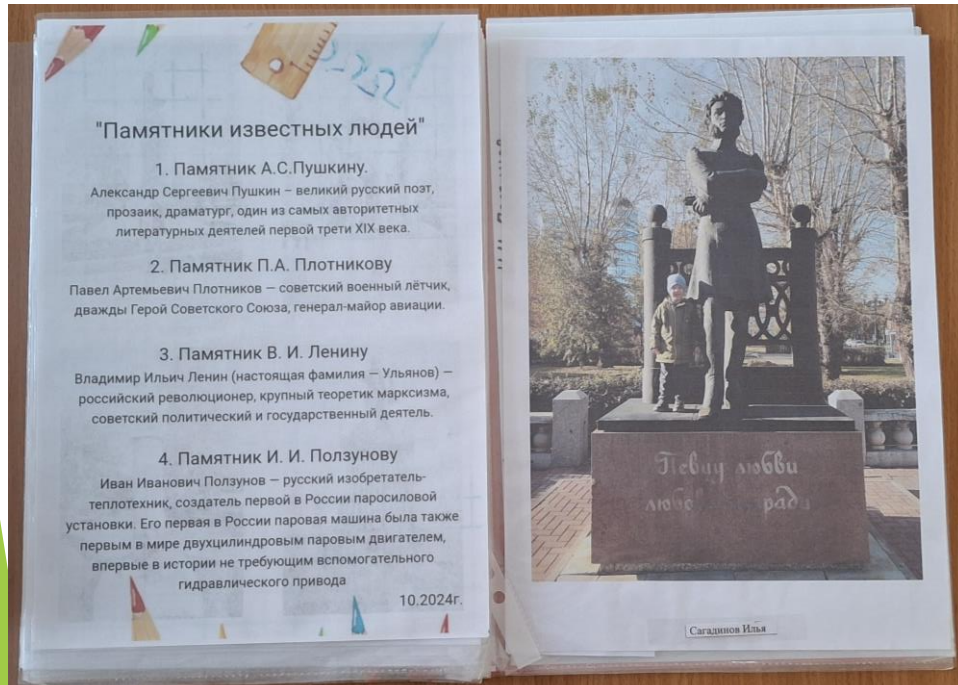 "Памятники известных людей"
1. Памятник А.С.Пушкину.
Александр Сергеевич Пушкин – великий русский поэт,
прозаик, драматург, один из самых авторитетных
литературных деятелей первой трети XIX века.
2. Памятник П.А. Плотникову
Павел Артемьевич Плотников — советский военный лётчик,
дважды Герой Советского Союза, генерал-майор авиации.
3. Памятник В. И. Ленину
Владимир Ильич Ленин (настоящая фамилия — Ульянов) —
российский революционер, крупный теоретик марксизма,
советский политический и государственный деятель.
4. Памятник И. И. Ползунову
Иван Иванович Ползунов — русский изобретатель-
теплотехник, создатель первой в России паросиловой
установки. Его первая в России паровая машина была также
первым в мире двухцилиндровым паровым двигателем,
впервые в истории не требующим вспомогательного
гидравлического привода
10.2024г.
Певцу любви
любо ради
Сагадинов Илья